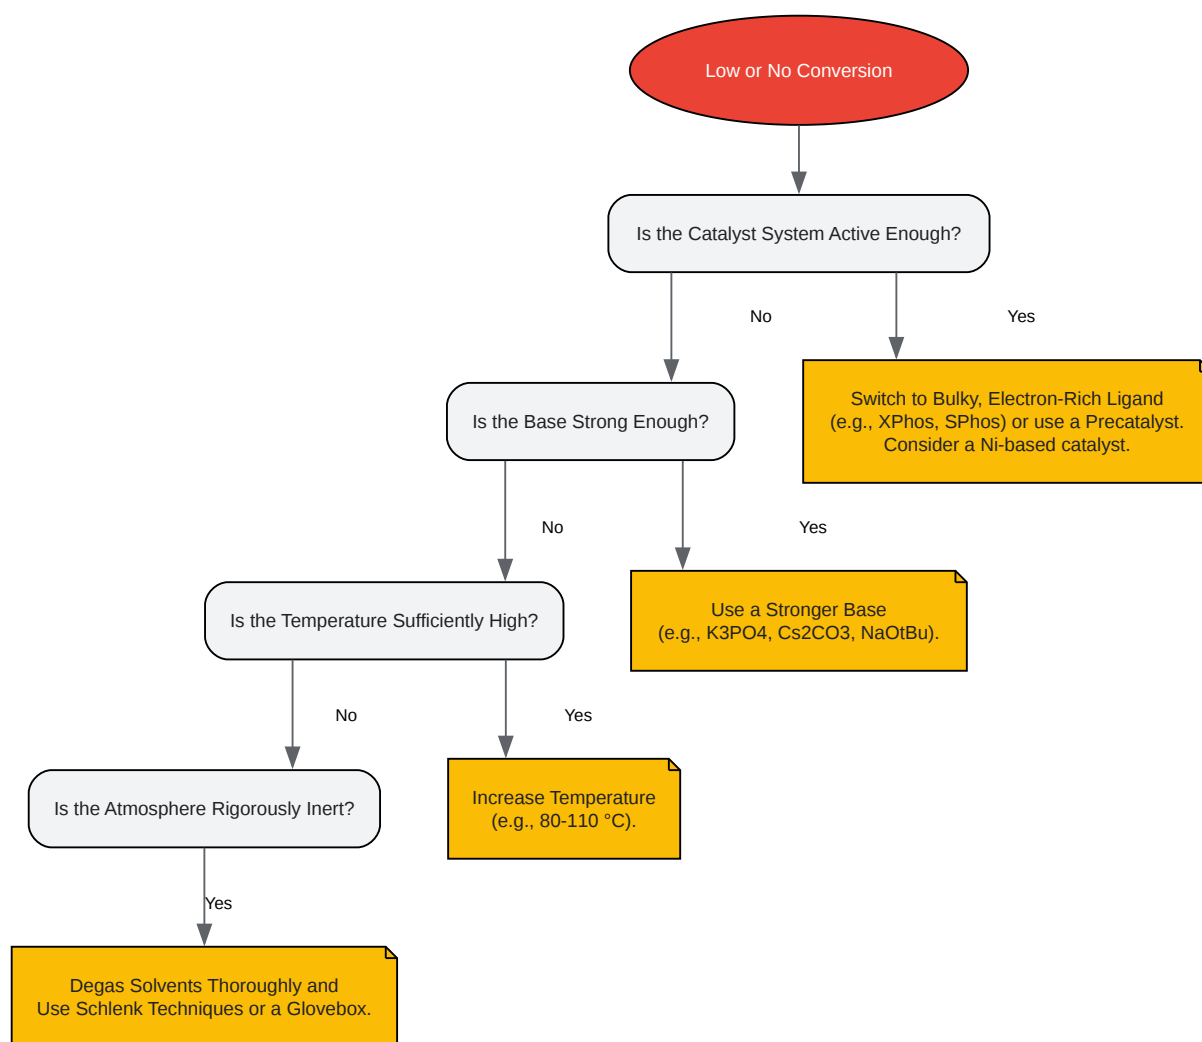 Low or No Conversion
Is the Catalyst System Active Enough?
No
Yes
Switch to Bulky, Electron-Rich Ligand
(e.g., XPhos, SPhos) or use a Precatalyst.
Consider a Ni-based catalyst.
Is the Base Strong Enough?
No
Yes
Use a Stronger Base
(e.g., K3PO4, Cs2CO3, NaOtBu).
Is the Temperature Sufficiently High?
No
Yes
Increase Temperature
(e.g., 80-110 °C).
Is the Atmosphere Rigorously Inert?
Yes
Degas Solvents Thoroughly and
Use Schlenk Techniques or a Glovebox.